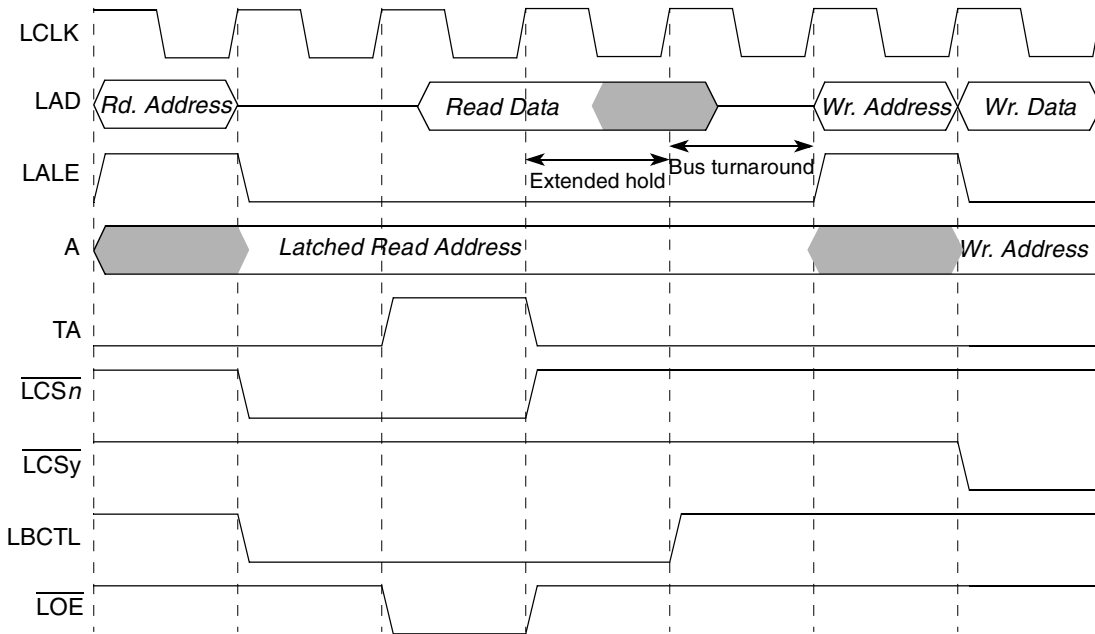 LCLK
LAD Rd. Address Read Data Wr. Address Wr. Data
LALE Extended hold Bus turnaround
A Latched Read Address Wr. Address
TA
LCSn
LCSy
LBCTL
LOE